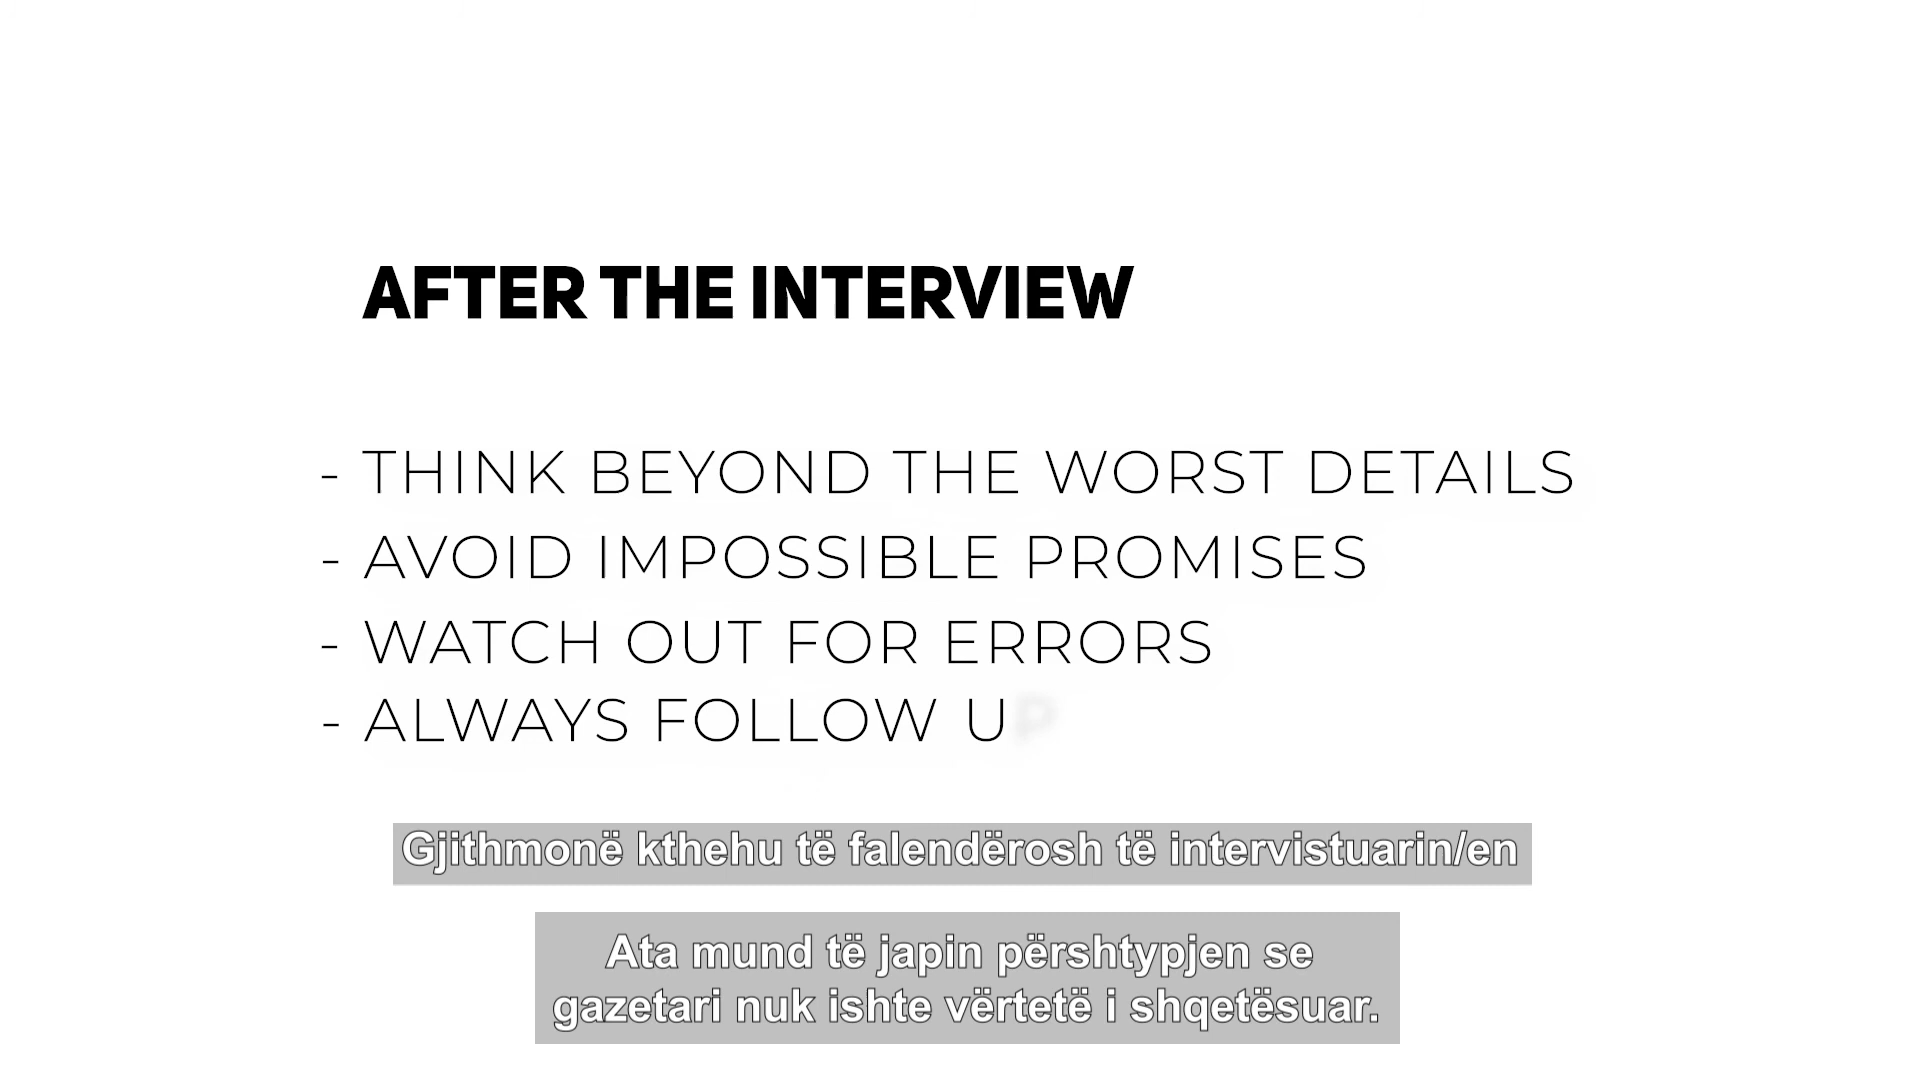 AFTER THE INTERVIEW
- THINK BEYOND THE WORST DETAILS
- AVOID IMPOSSIBLE PROMISES
- WATCH OUT FOR ERRORS
- ALWAYS FOLLOW UP
Gjithmonë kthehu të falendërosh të intervistuarin/en
Ata mund të japin përshtypjen se
gazetari nuk ishte vërtetë i shqetësuar.